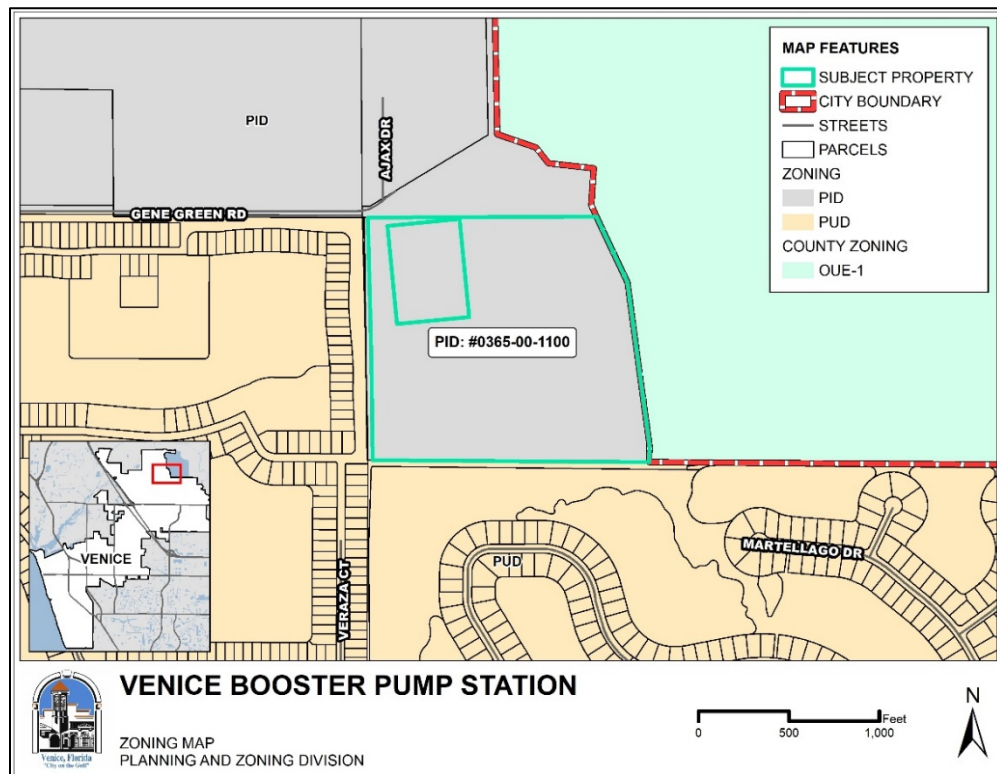 MAP FEATURES
SUBJECT PROPERTY
CITY BOUNDARY
STREETS
PARCELS
ZONING
PID
PUD
COUNTY ZONING
OUE-1
PID
AJAX DR
GENE GREEN RD
PID: #0365-00-1100
VENICE
VERAZA CT
PUD
MARTELLAGO DR
VENICE BOOSTER PUMP STATION
ZONING MAP
PLANNING AND ZONING DIVISION
Venice, Florida
"City on the Gulf"
0 500 1,000
Feet
N